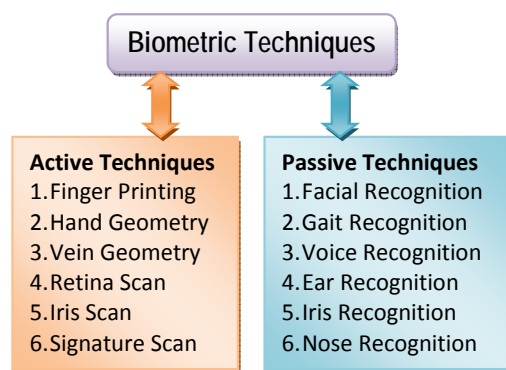 Biometric Techniques
Active Techniques
1.Finger Printing
2.Hand Geometry
3.Vein Geometry
4.Retina Scan
5.Iris Scan
6.Signature Scan
Passive Techniques
1.Facial Recognition
2.Gait Recognition
3.Voice Recognition
4.Ear Recognition
5.Iris Recognition
6.Nose Recognition